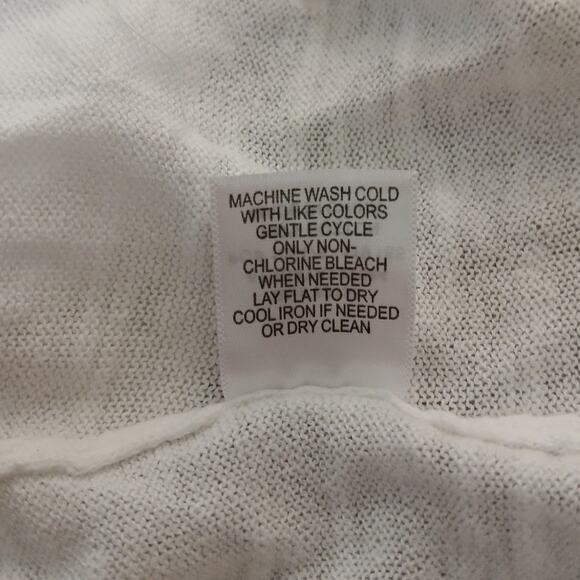 MACHINE WASH COLD
WITH LIKE COLORS
GENTLE CYCLE
ONLY NON-
CHLORINE BLEACH
WHEN NEEDED
LAY FLAT TO DRY
COOL IRON IF NEEDED
OR DRY CLEAN